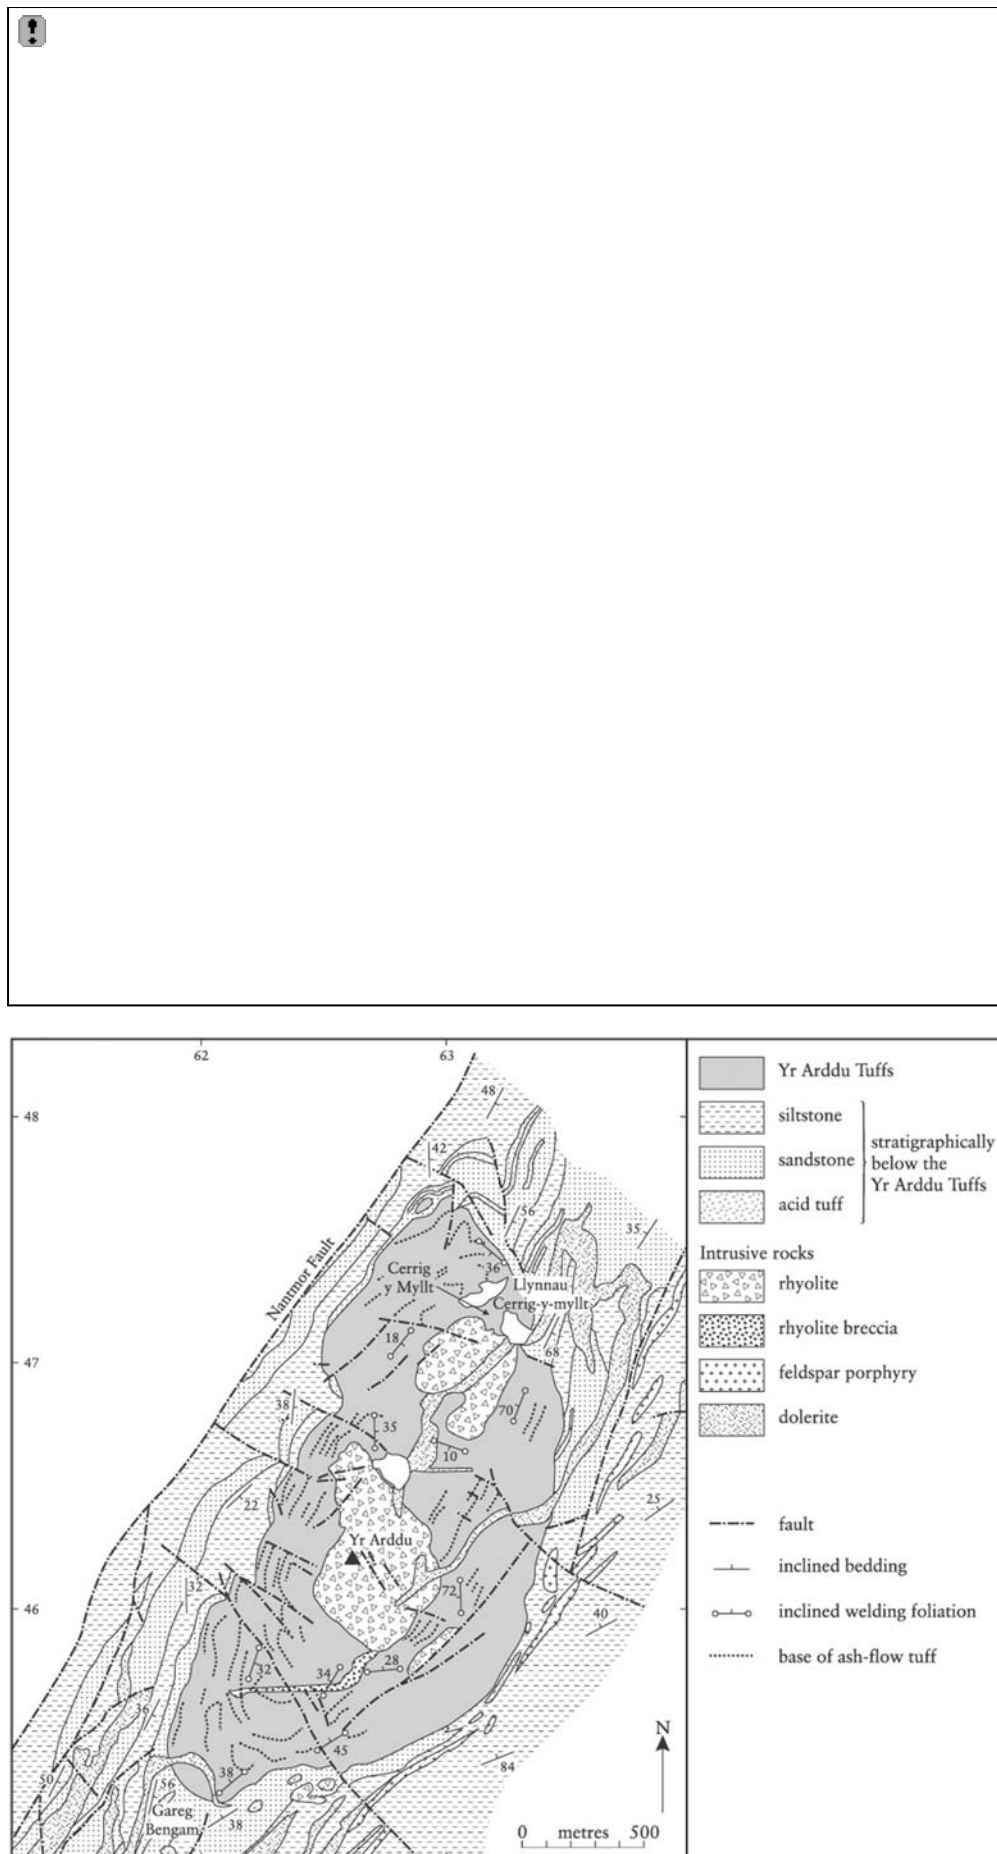 62 63
48
48
42
56
35
36
Cerrig
y Myllt
Llynnau
Cerrig-y-myllt
Nantmor Fault
18
47
68
38
35
70
10
22
25
Yr Arddu
32
72
46
40
32
34
28
36
45
84
50
38
56
Gareg
Bengam
38
N
0 metres 500
Yr Arddu Tuffs
siltstone
sandstone
acid tuff
stratigraphically
below the
Yr Arddu Tuffs
Intrusive rocks
rhyolite
rhyolite breccia
feldspar porphyry
dolerite
fault
inclined bedding
inclined welding foliation
base of ash-flow tuff